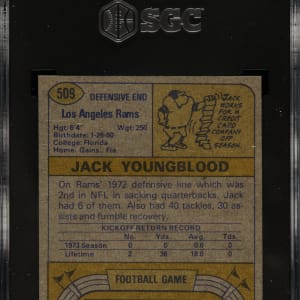 SGC
509
DEFENSIVE END
Los Angeles Rams
Hgt: 6'4" Wgt: 250
Birthdate: 1-26-50
College: Florida
Home: Gains., Fla.
JACK
WORKS
FOR A
CREDIT
CARD
COMPANY
OFF
SEASON.
JACK YOUNGBLOOD
On Rams' 1972 defensive line which was
2nd in NFL in sacking quarterbacks, Jack
had 6 of them. Also had 40 tackles, 30 as-
sists and fumble recovery.
KICKOFF RETURN RECORD
No. Yds. Avg. TDs.
1973 Season 0 0 0.0 0
Lifetime 2 36 18.0 0
FOOTBALL GAME